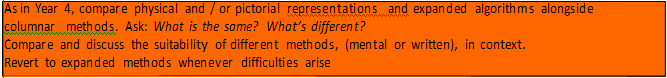 As in Year 4, compare physical and / or pictorial representations and expanded algorithms alongside
columnar methods. Ask: What is the same? What's different?
Compare and discuss the suitability of different methods, (mental or written), in context.
Revert to expanded methods whenever difficulties arise